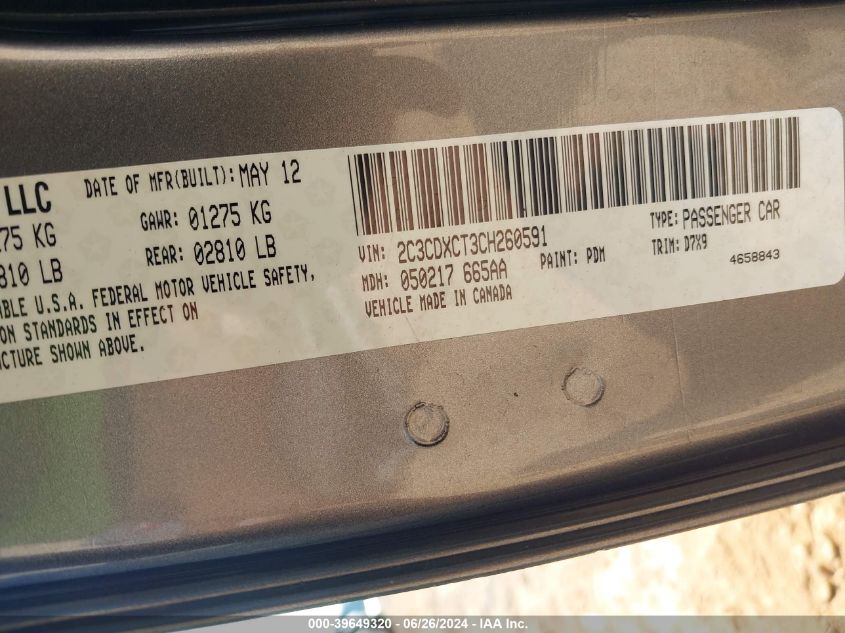 LLC DATE OF MFR(BUILT): MAY 12
75 KG GAWR: 01275 KG
810 LB REAR: 02810 LB
BLE U.S.A. FEDERAL MOTOR VEHICLE SAFETY,
ON STANDARDS IN EFFECT ON
CTURE SHOWN ABOVE.
VIN: 2C3CDXCT3CH260591 TYPE: PASSENGER CAR
MDH: 050217 665AA PAINT: PDM TRIM: D7X9
VEHICLE MADE IN CANADA 4658843
000-39649320 | 06/26/2024 - IAA Inc.